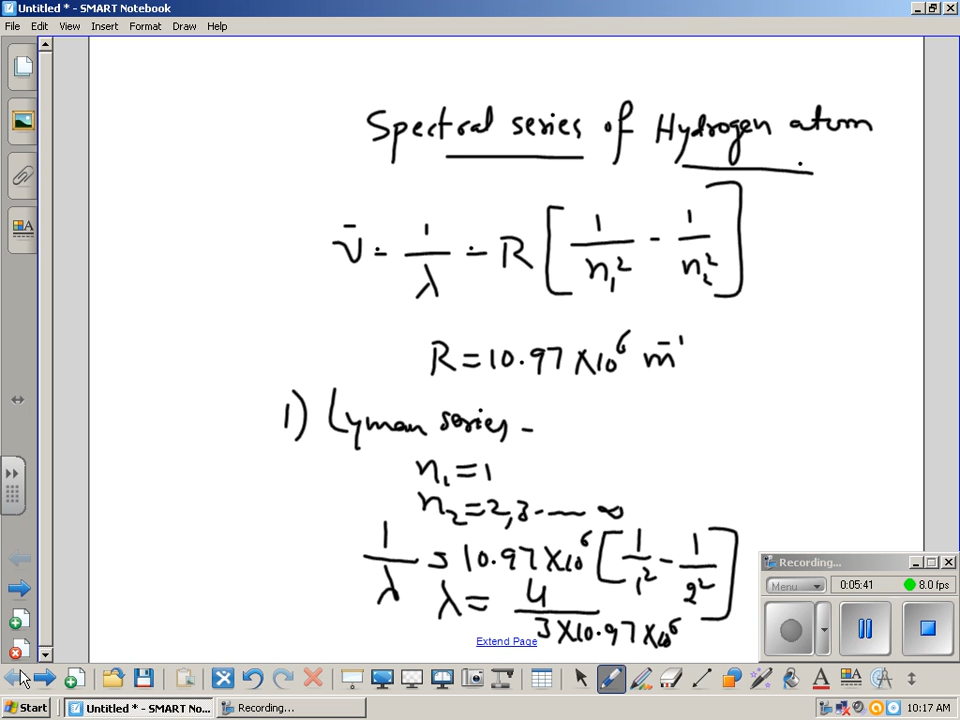 Untitled * - SMART Notebook
File Edit View Insert Format Draw Help
Spectral series of Hydrogen atom
ν̄ = 1/λ = R [1/n₁² - 1/n₂²]
R = 10.97 × 10⁶ m⁻¹
1) Lyman series -
n₁ = 1
n₂ = 2, 3 - - — ∞
1/λ = 10.97 × 10⁶ [1/1² - 1/2²]
λ = 4/3 × 10.97 × 10⁶
Extend Page
Recording...
Menu 0:05:41 8.0 fps
Start Untitled * - SMART No... Recording... 10:17 AM